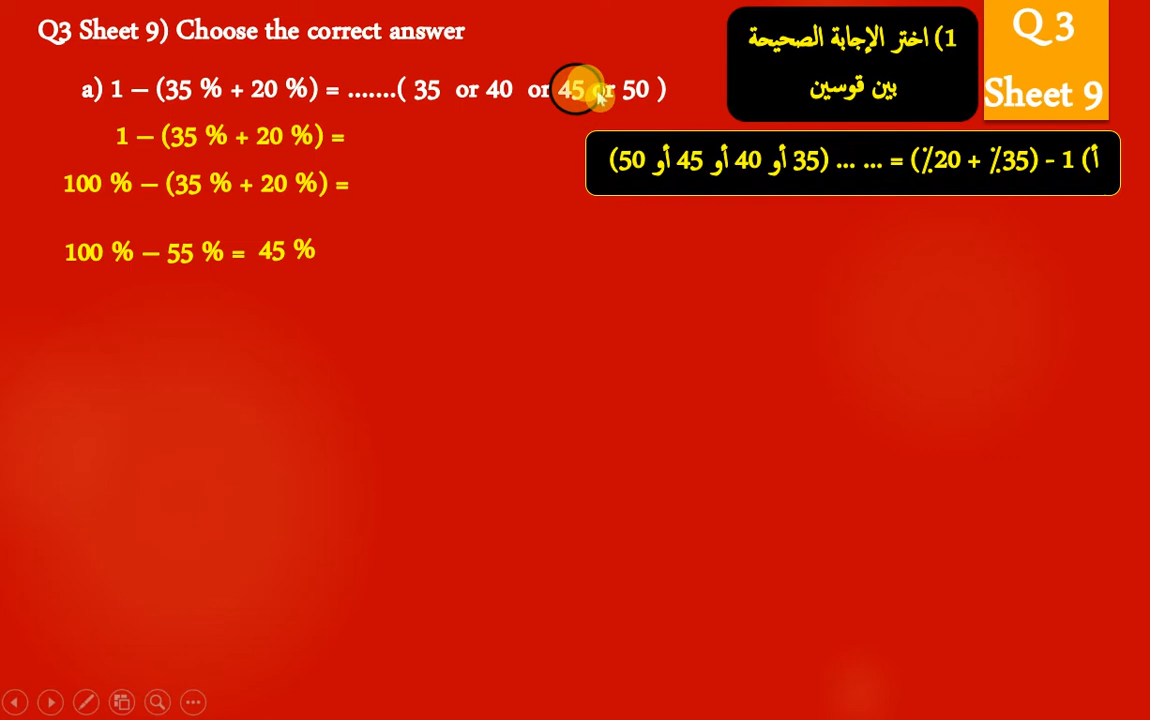 Q3 Sheet 9) Choose the correct answer
a) 1 – (35 % + 20 %) = .......( 35 or 40 or 45 or 50 )
1 – (35 % + 20 %) =
100 % – (35 % + 20 %) =
100 % – 55 % = 45 %
1) اختر الإجابة الصحيحة
بين قوسين
Q 3
Sheet 9
أ) 1 - (35٪ + 20٪) = ... ... (35 أو 40 أو 45 أو 50)